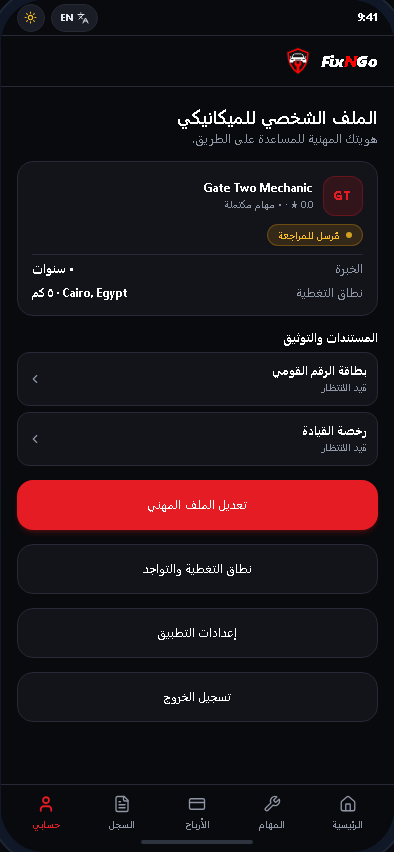 9:41
EN
FixNGo
الملف الشخصي للميكانيكي
هويتك المهنية للمساعدة على الطريق.
GT
Gate Two Mechanic
0.0 ★ · ٠ مهام مكتملة
مُرسل للمراجعة
الخبرة
٠ سنوات
نطاق التغطية
Cairo, Egypt · ٥ كم
المستندات والتوثيق
بطاقة الرقم القومي
قيد الانتظار
رخصة القيادة
قيد الانتظار
تعديل الملف المهني
نطاق التغطية والتواجد
إعدادات التطبيق
تسجيل الخروج
الرئيسية
المهام
الأرباح
السجل
حسابي